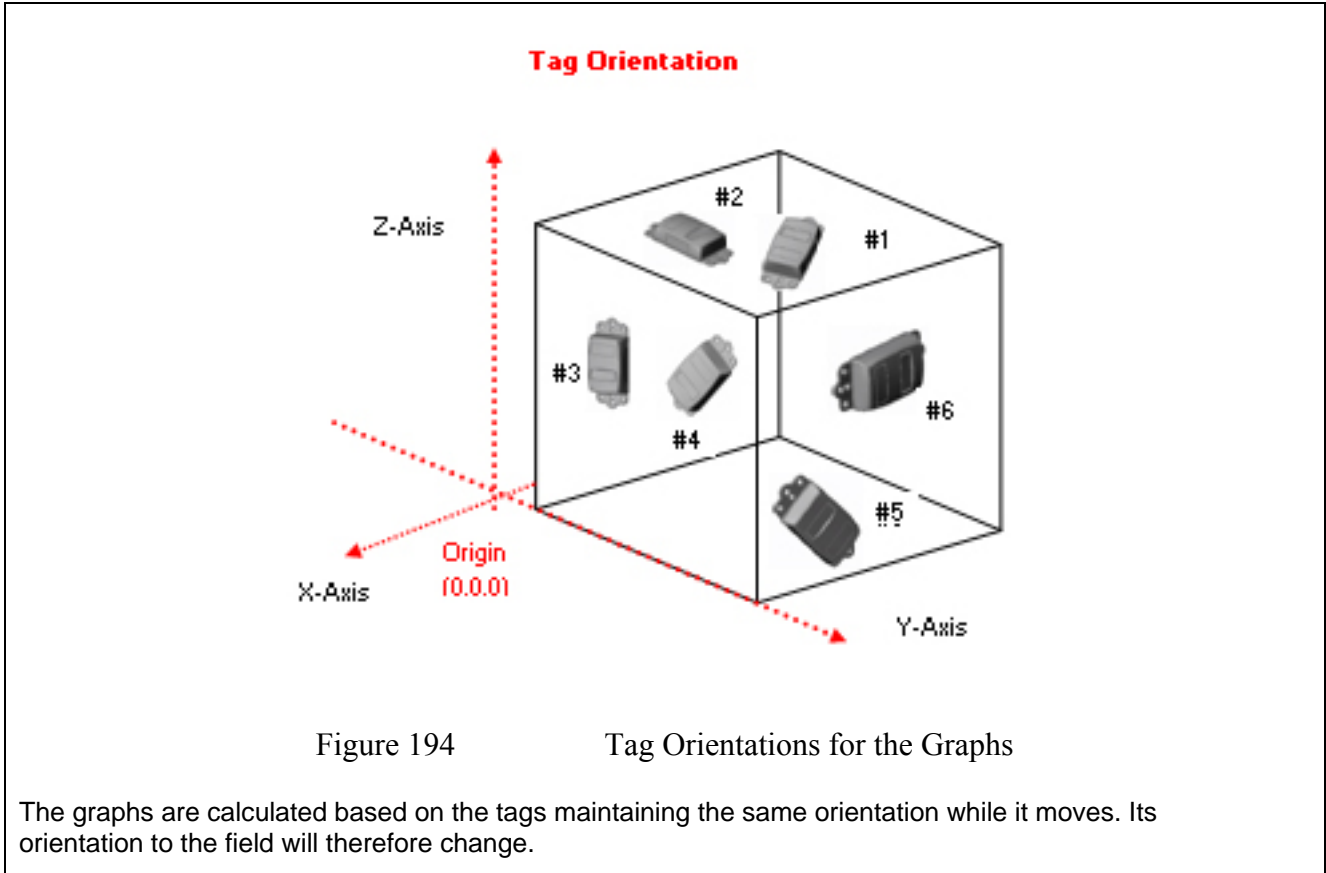 Tag Orientation
#2
#1
Z-Axis
#3
#6
#4
#5
Origin
(0.0.0)
X-Axis
Y-Axis
Figure 194 Tag Orientations for the Graphs
The graphs are calculated based on the tags maintaining the same orientation while it moves. Its
orientation to the field will therefore change.